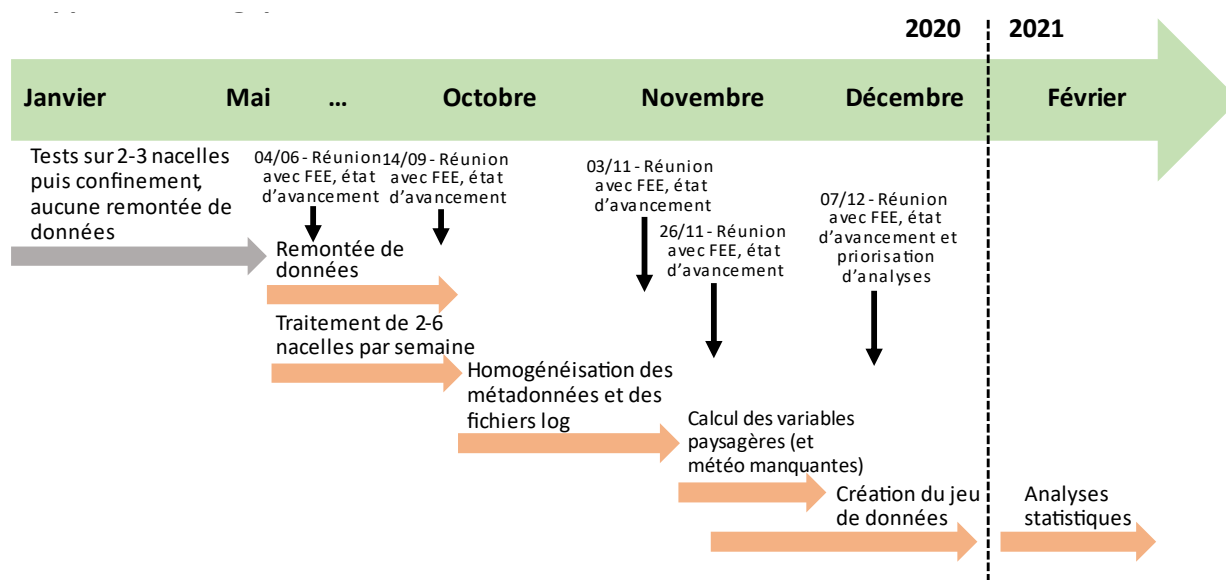 2020 2021
Janvier Mai ... Octobre Novembre Décembre Février
Tests sur 2-3 nacelles
puis confinement,
aucune remontée de
données
04/06 - Réunion
avec FEE, état
d'avancement
14/09 - Réunion
avec FEE, état
d'avancement
03/11 - Réunion
avec FEE, état
d'avancement
26/11 - Réunion
avec FEE, état
d'avancement
07/12 - Réunion
avec FEE, état
d'avancement et
priorisation
d'analyses
Remontée de
données
Traitement de 2-6
nacelles par semaine
Homogénéisation des
métadonnées et des
fichiers log
Calcul des variables
paysagères (et
météo manquantes)
Création du jeu
de données
Analyses
statistiques